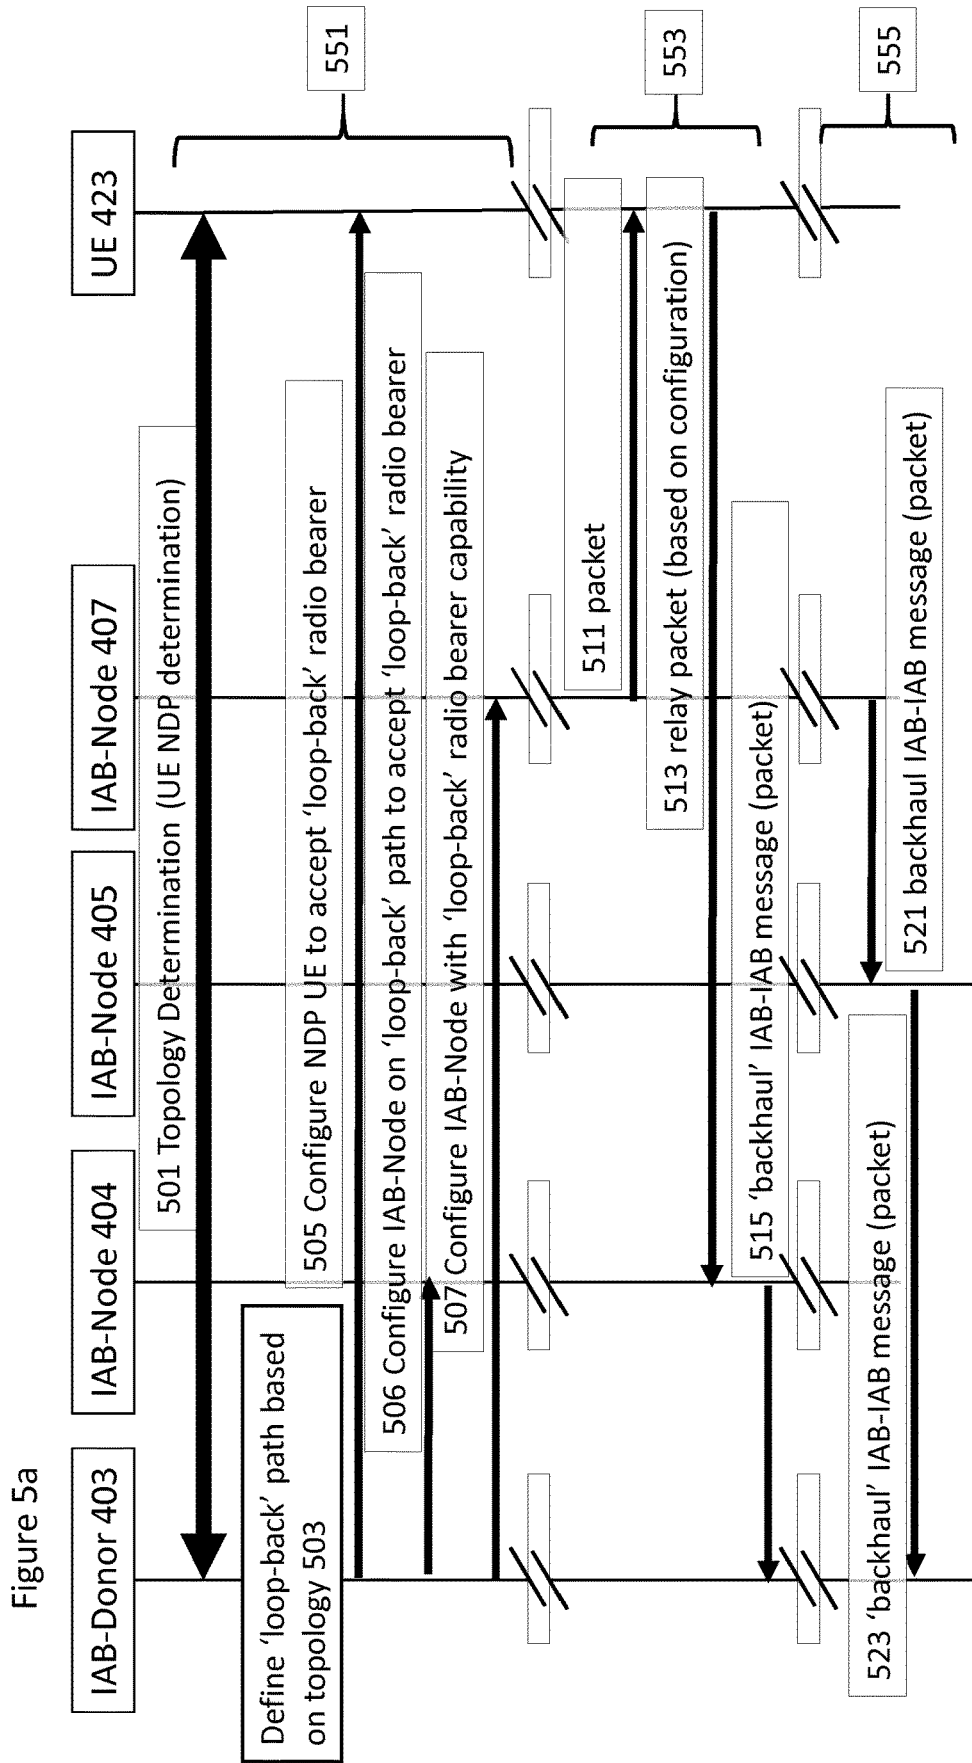 Figure 5a
IAB-Donor 403
IAB-Node 404
IAB-Node 405
IAB-Node 407
UE 423
501 Topology Determination (UE NDP determination)
Define ‘loop-back’ path based
on topology 503
505 Configure NDP UE to accept ‘loop-back’ radio bearer
506 Configure IAB-Node on ‘loop-back’ path to accept ‘loop-back’ radio bearer
507 Configure IAB-Node with ‘loop-back’ radio bearer capability
551
511 packet
513 relay packet (based on configuration)
515 ‘backhaul’ IAB-IAB message (packet)
553
521 backhaul IAB-IAB message (packet)
523 ‘backhaul’ IAB-IAB message (packet)
555